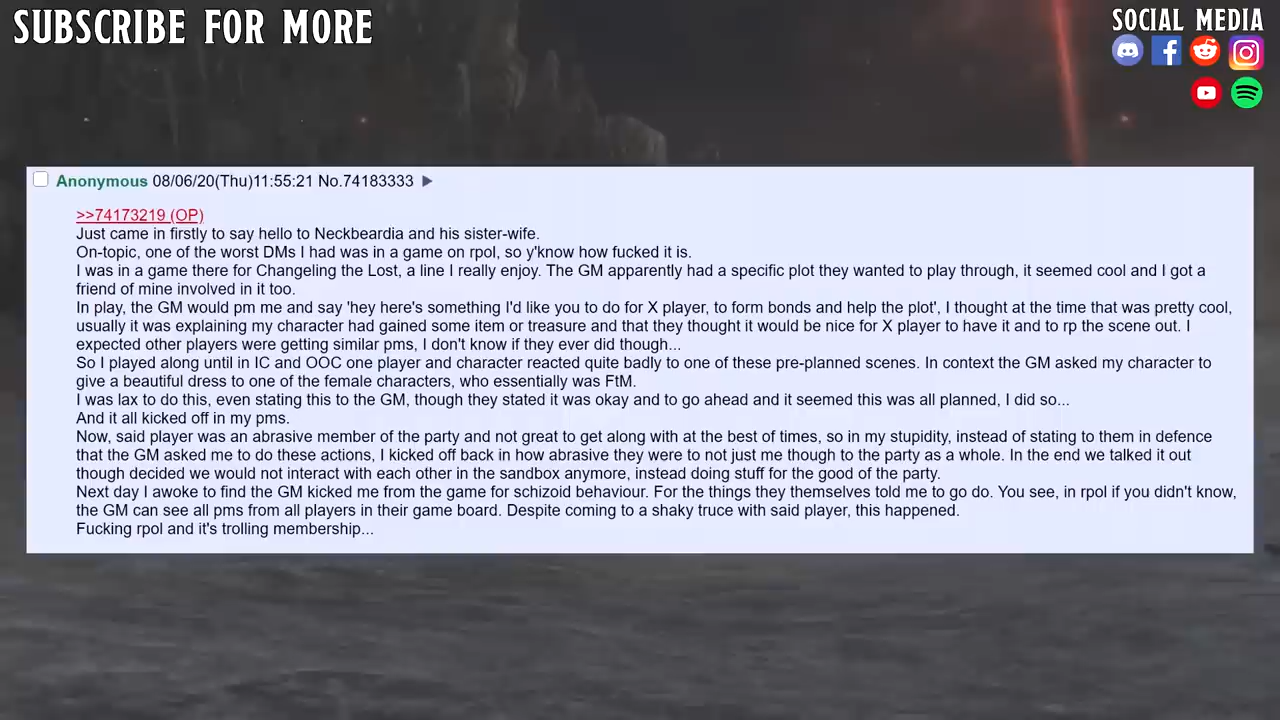 SUBSCRIBE FOR MORE
SOCIAL MEDIA
Anonymous 08/06/20(Thu)11:55:21 No.74183333
>>74173219 (OP)
Just came in firstly to say hello to Neckbeardia and his sister-wife.
On-topic, one of the worst DMs I had was in a game on rpol, so y'know how fucked it is.
I was in a game there for Changeling the Lost, a line I really enjoy. The GM apparently had a specific plot they wanted to play through, it seemed cool and I got a
friend of mine involved in it too.
In play, the GM would pm me and say 'hey here's something I'd like you to do for X player, to form bonds and help the plot', I thought at the time that was pretty cool,
usually it was explaining my character had gained some item or treasure and that they thought it would be nice for X player to have it and to rp the scene out. I
expected other players were getting similar pms, I don't know if they ever did though...
So I played along until in IC and OOC one player and character reacted quite badly to one of these pre-planned scenes. In context the GM asked my character to
give a beautiful dress to one of the female characters, who essentially was FtM.
I was lax to do this, even stating this to the GM, though they stated it was okay and to go ahead and it seemed this was all planned, I did so...
And it all kicked off in my pms.
Now, said player was an abrasive member of the party and not great to get along with at the best of times, so in my stupidity, instead of stating to them in defence
that the GM asked me to do these actions, I kicked off back in how abrasive they were to not just me though to the party as a whole. In the end we talked it out
though decided we would not interact with each other in the sandbox anymore, instead doing stuff for the good of the party.
Next day I awoke to find the GM kicked me from the game for schizoid behaviour. For the things they themselves told me to go do. You see, in rpol if you didn't know,
the GM can see all pms from all players in their game board. Despite coming to a shaky truce with said player, this happened.
Fucking rpol and it's trolling membership...